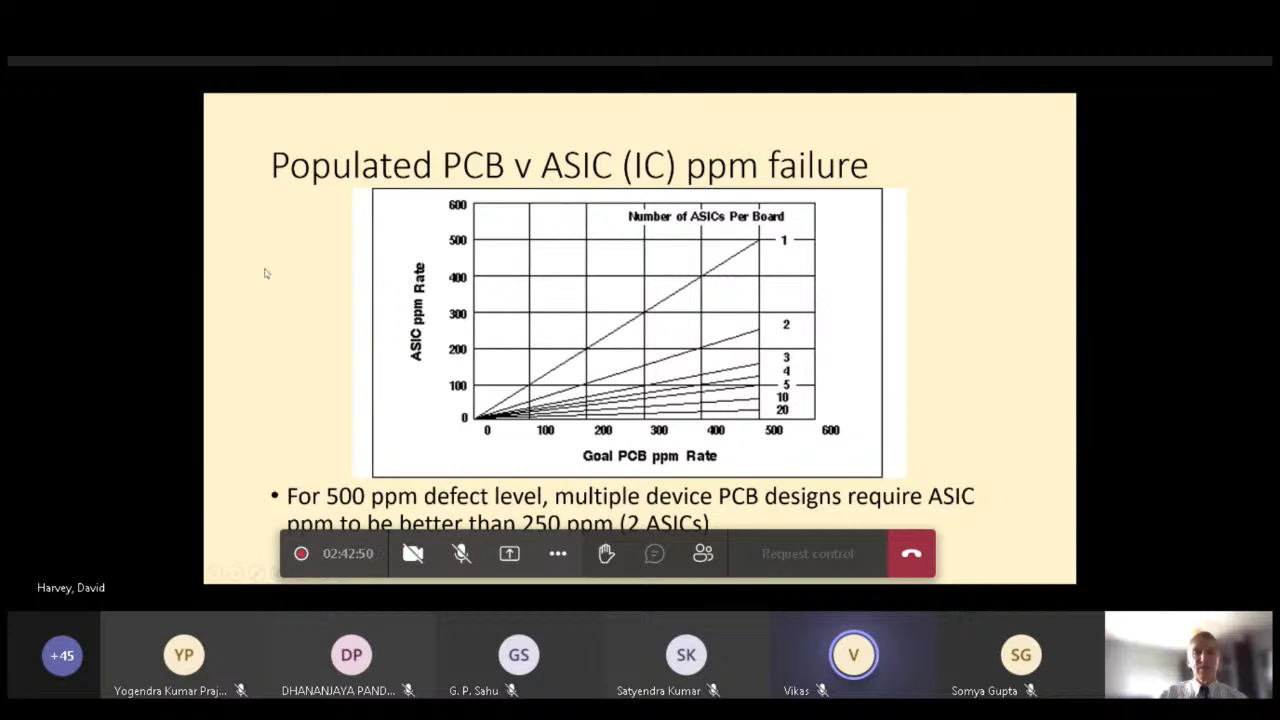 Populated PCB v ASIC (IC) ppm failure
Number of ASICs Per Board
600
500
400
300
200
100
0
ASIC ppm Rate
1
2
3
4
5
10
20
0 100 200 300 400 500 600
Goal PCB ppm Rate
• For 500 ppm defect level, multiple device PCB designs require ASIC
ppm to be better than 250 ppm (2 ASICs)
02:42:50
Request control
Harvey, David
+45
YP
DP
GS
SK
V
SG
Yogendra Kumar Praj...
DHANANJAYA PAND...
G. P. Sahu
Satyendra Kumar
Vikas
Somya Gupta